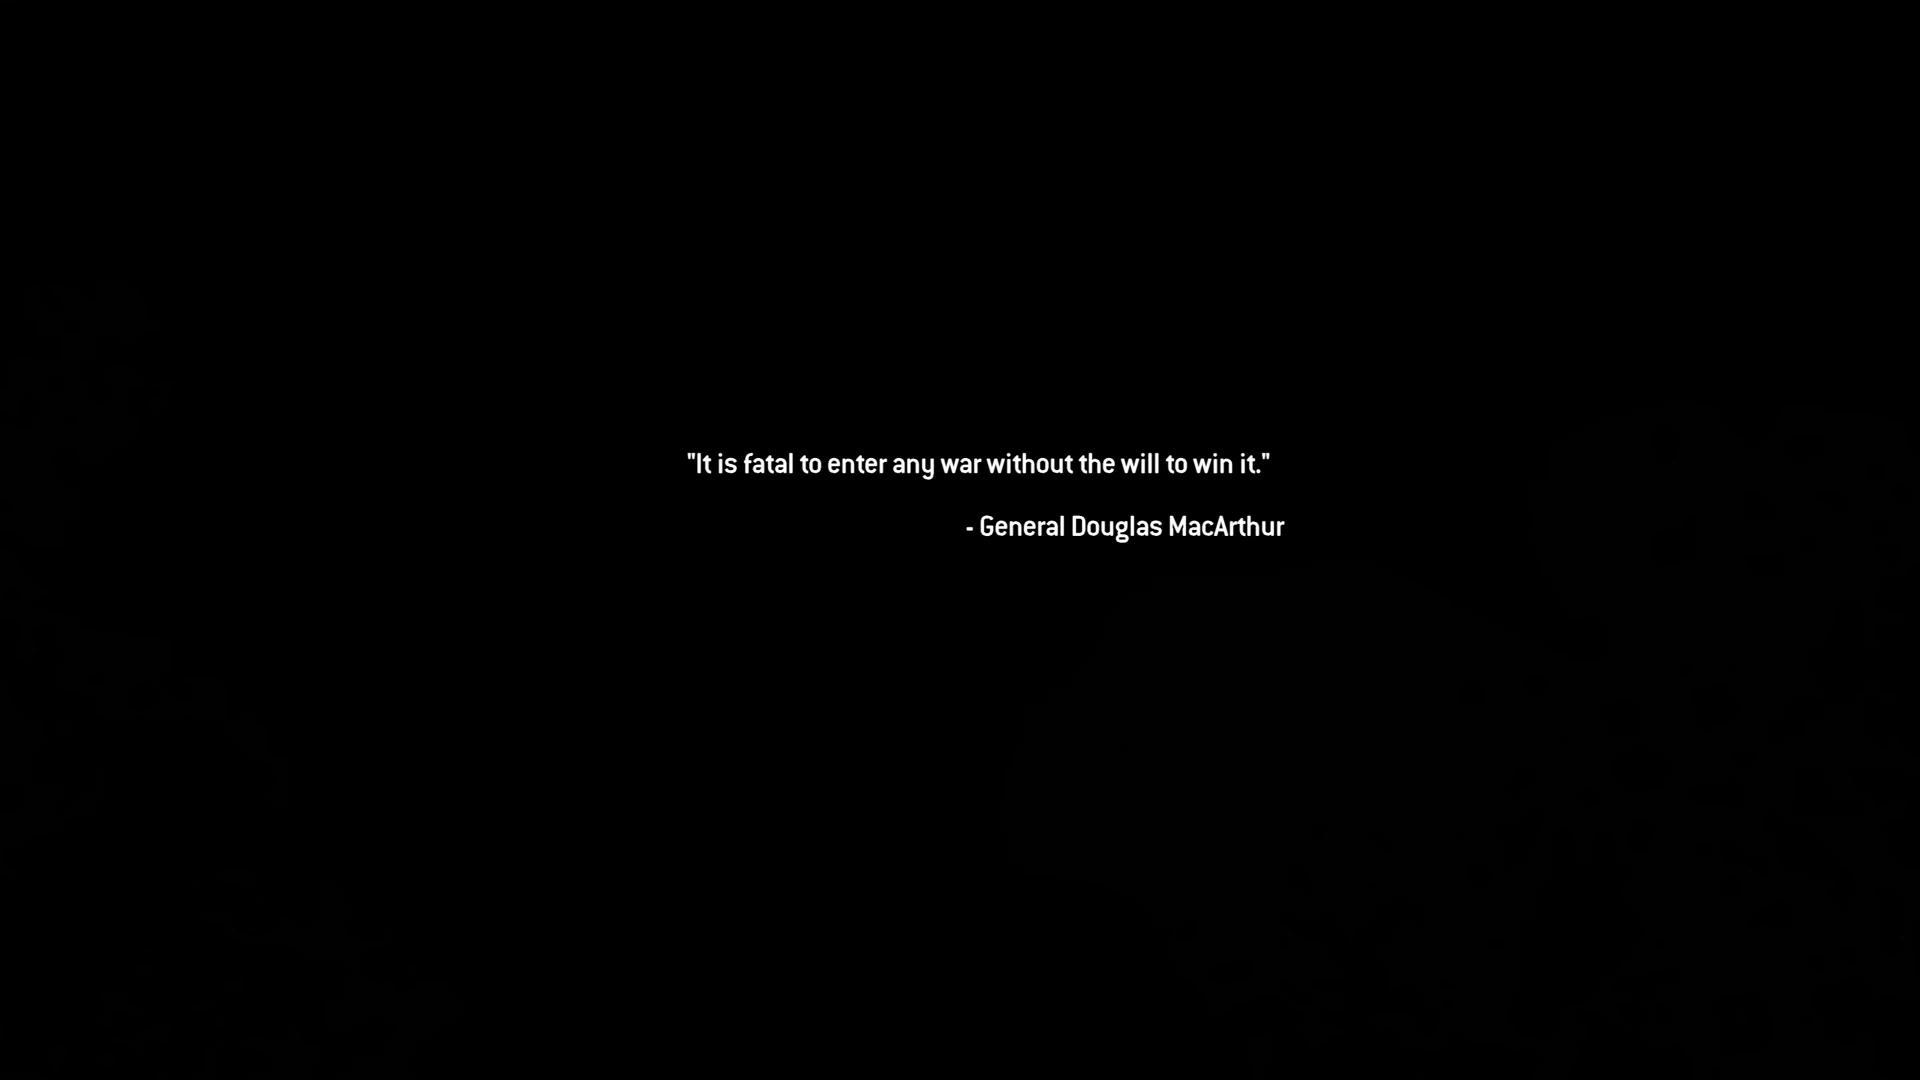 "It is fatal to enter any war without the will to win it."
- General Douglas MacArthur